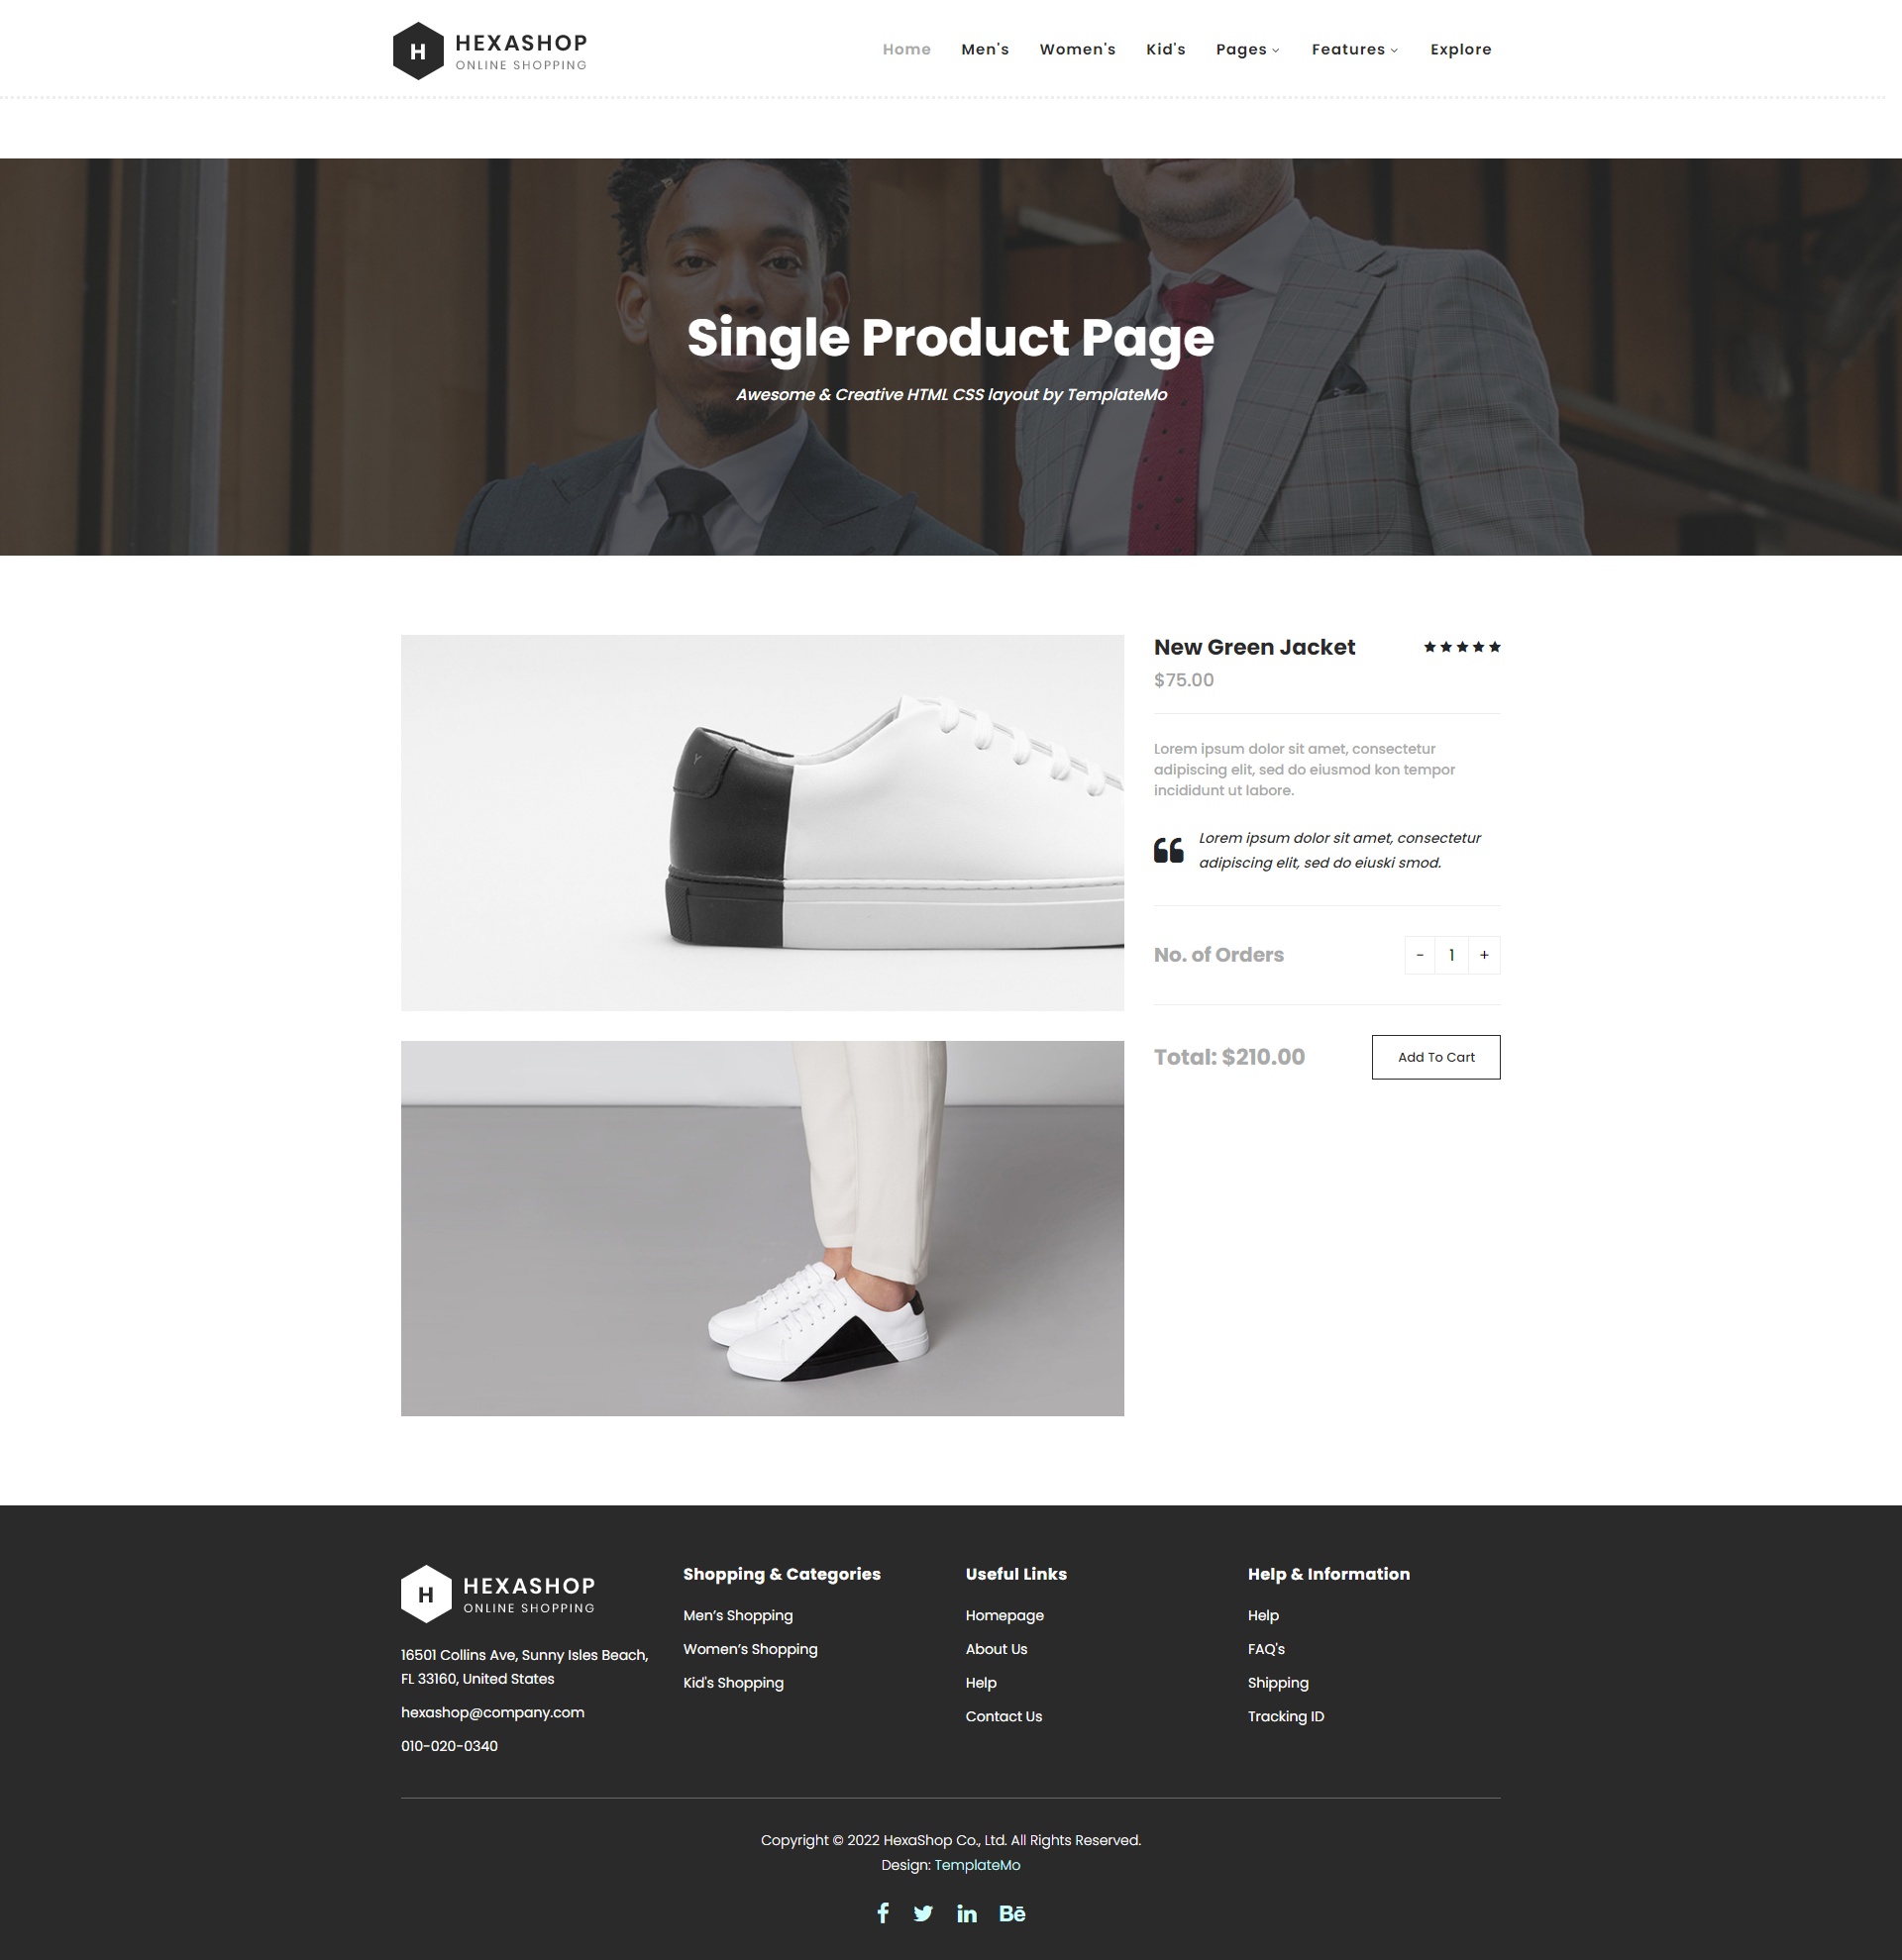 H
HEXASHOP
ONLINE SHOPPING
Home Men's Women's Kid's Pages Features Explore
Single Product Page
Awesome & Creative HTML CSS layout by TemplateMo
New Green Jacket
$75.00
Lorem ipsum dolor sit amet, consectetur
adipiscing elit, sed do eiusmod kon tempor
incididunt ut labore.
Lorem ipsum dolor sit amet, consectetur
adipiscing elit, sed do eiuski smod.
No. of Orders
- 1 +
Total: $210.00
Add To Cart
Y
H
HEXASHOP
ONLINE SHOPPING
16501 Collins Ave, Sunny Isles Beach,
FL 33160, United States
hexashop@company.com
010-020-0340
Shopping & Categories
Men’s Shopping
Women’s Shopping
Kid's Shopping
Useful Links
Homepage
About Us
Help
Contact Us
Help & Information
Help
FAQ's
Shipping
Tracking ID
Copyright © 2022 HexaShop Co., Ltd. All Rights Reserved.
Design: TemplateMo